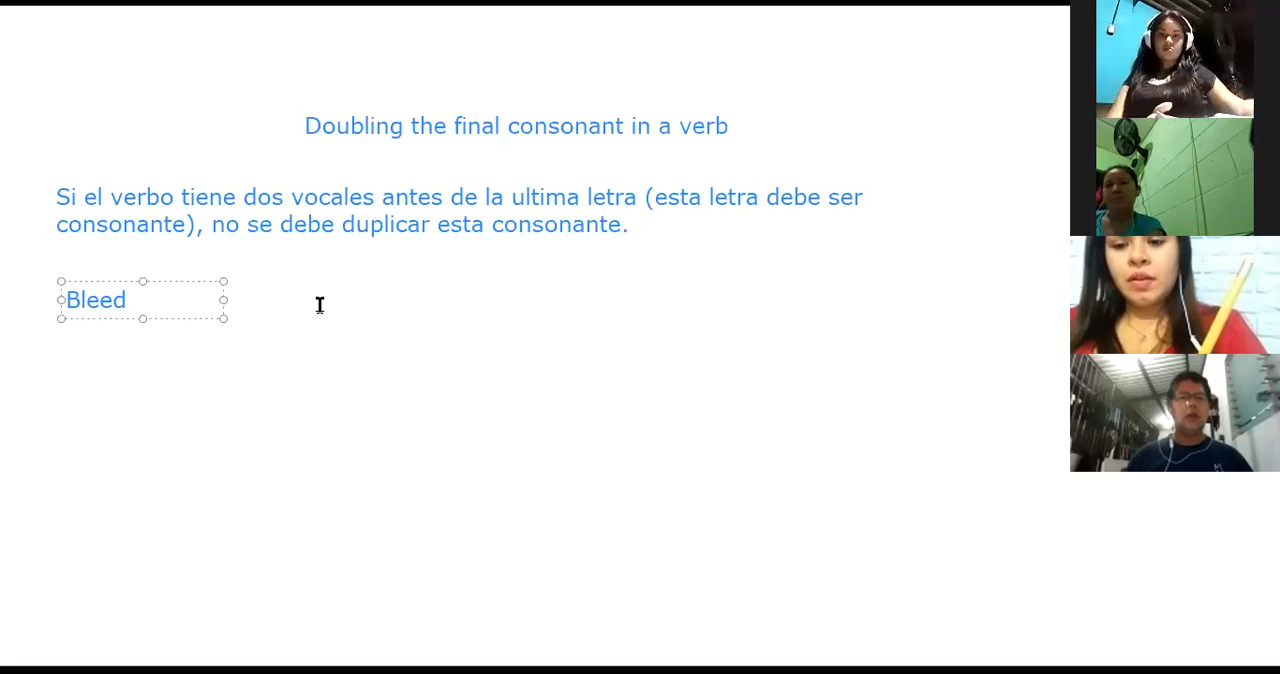 Doubling the final consonant in a verb
Si el verbo tiene dos vocales antes de la ultima letra (esta letra debe ser
consonante), no se debe duplicar esta consonante.
Bleed